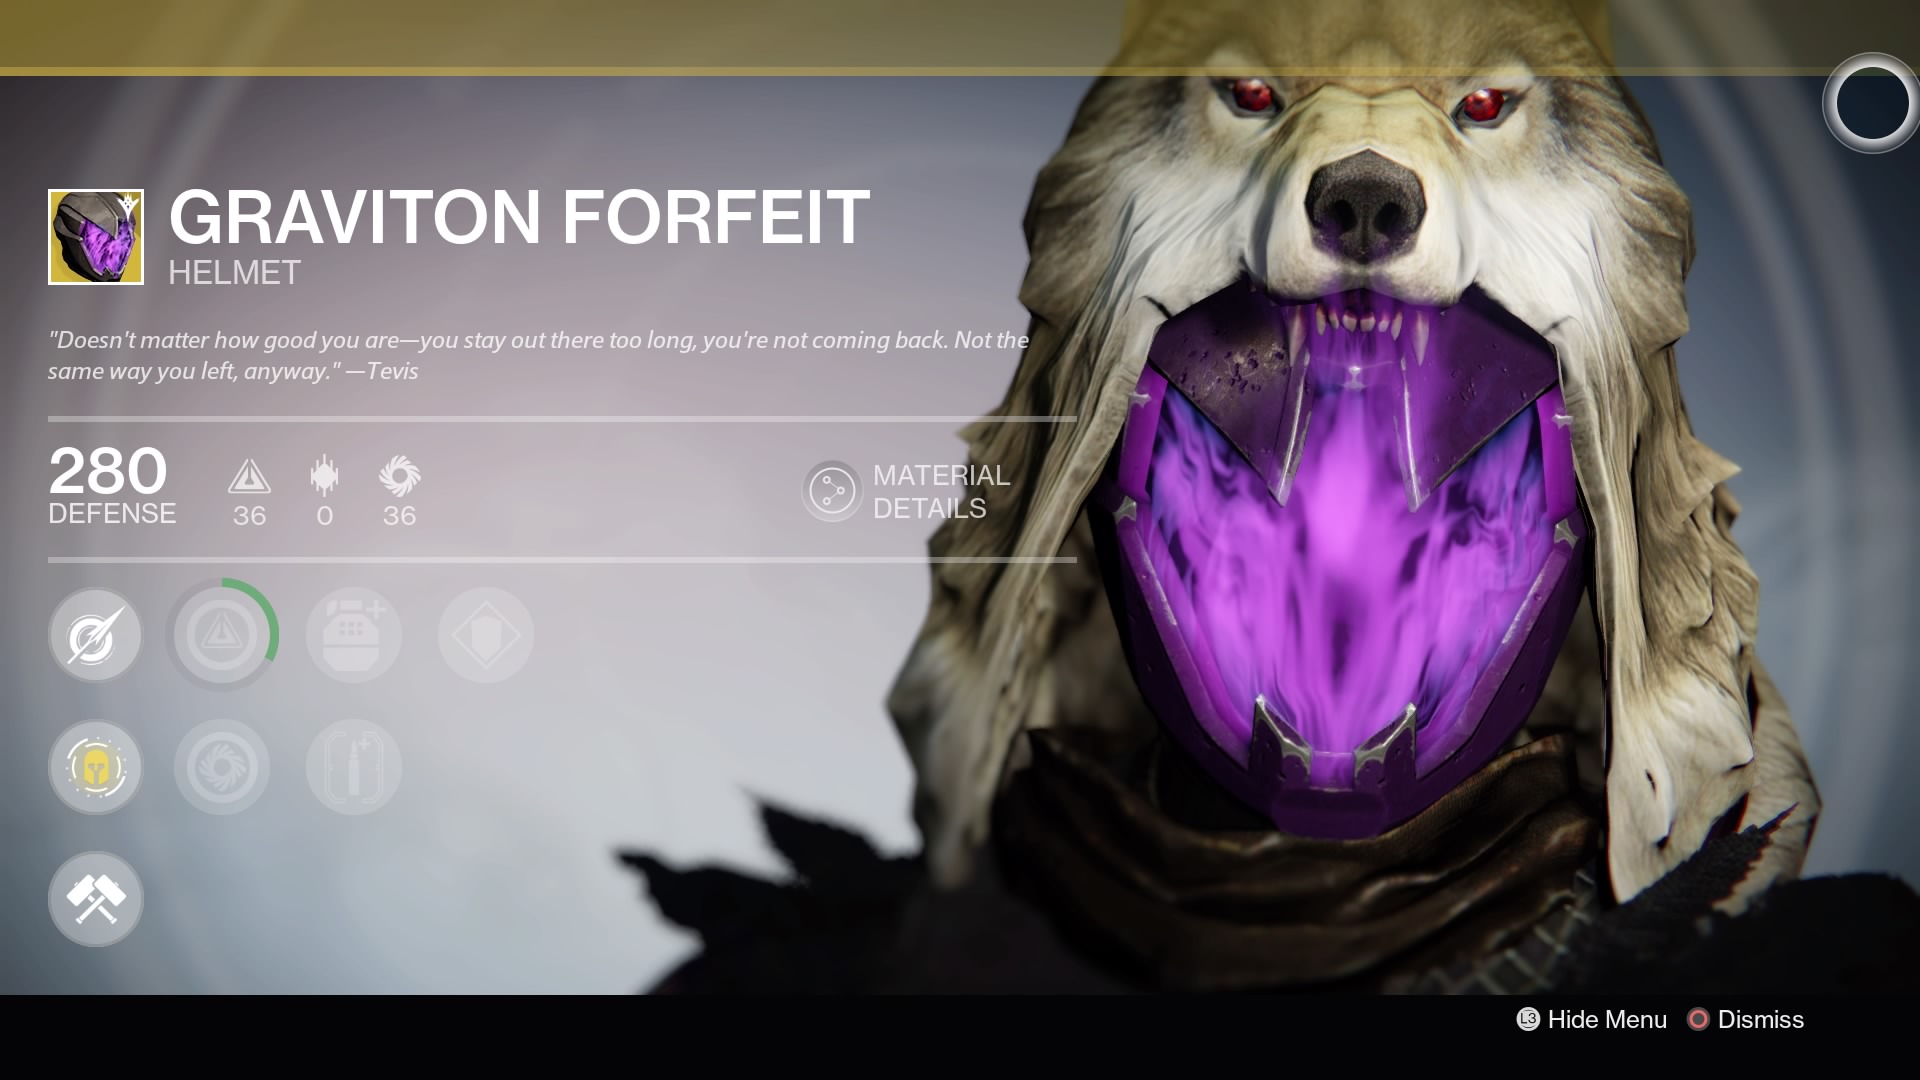 GRAVITON FORFEIT
HELMET
"Doesn't matter how good you are—you stay out there too long, you're not coming back. Not the
same way you left, anyway." —Tevis
280
DEFENSE
36
0
36
MATERIAL
DETAILS
L3 Hide Menu
Dismiss